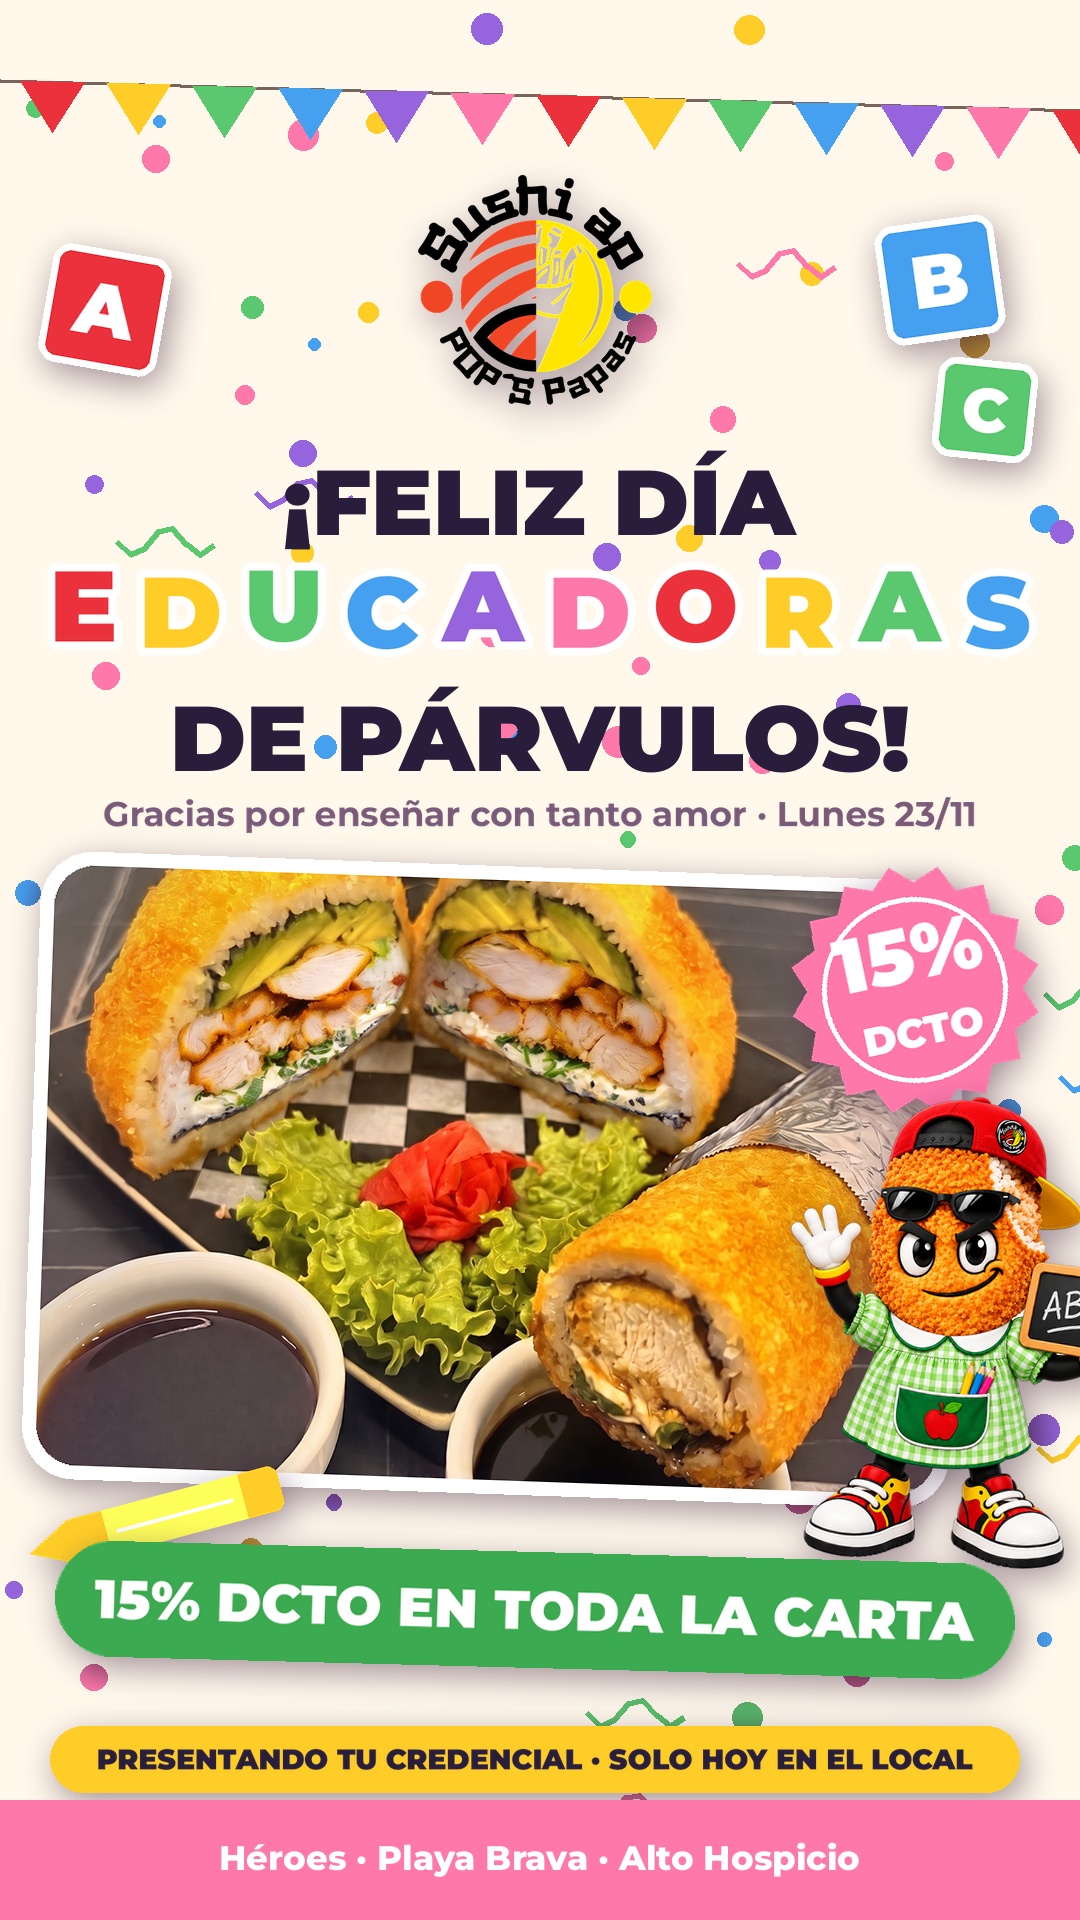 Sushi ap
POP'S Papas
A
B
C
¡FELIZ DÍA
EDUCADORAS
DE PÁRVULOS!
Gracias por enseñar con tanto amor · Lunes 23/11
15%
DCTO
15% DCTO EN TODA LA CARTA
PRESENTANDO TU CREDENCIAL · SOLO HOY EN EL LOCAL
Héroes · Playa Brava · Alto Hospicio